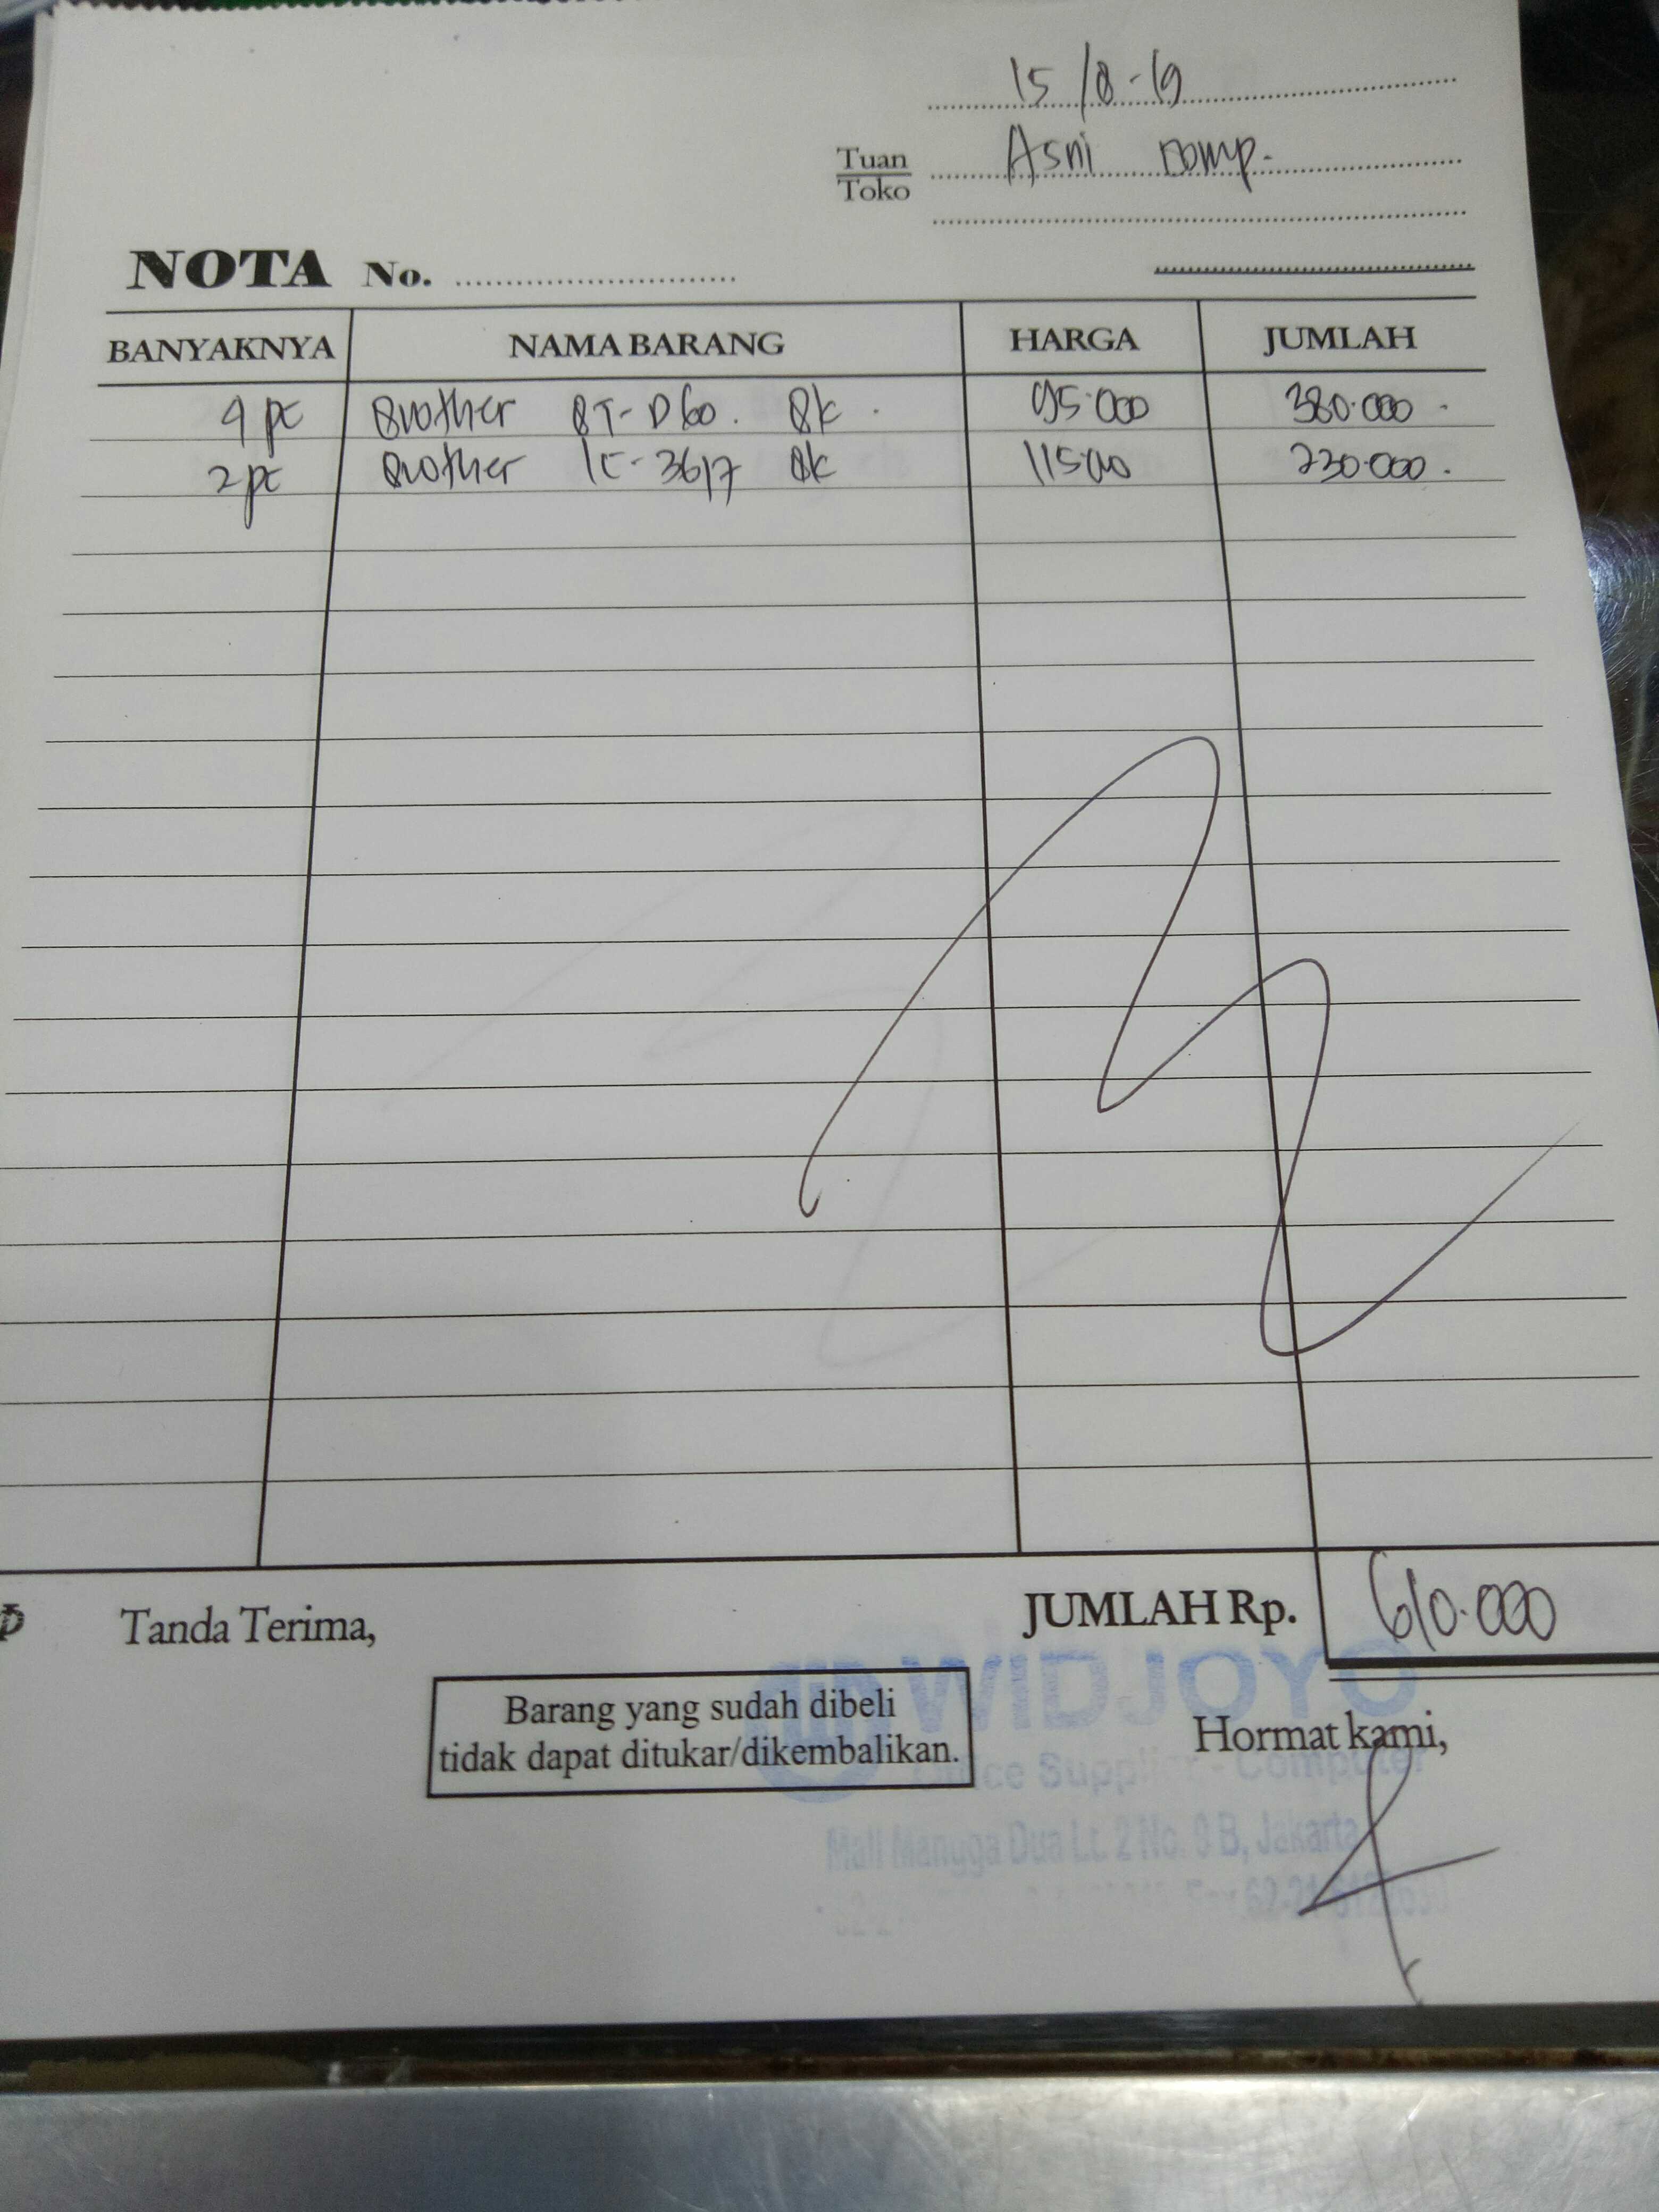 15/8-19
Tuan
Toko
Asni comp.
NOTA No.
BANYAKNYA NAMA BARANG HARGA JUMLAH
4 pc Brother BT-D60. Bk. 95.000 380.000.
2 pc Brother LC-3617 Bk 115.00 230.000.
Tanda Terima,
JUMLAH Rp. 610.000
Barang yang sudah dibeli
tidak dapat ditukar/dikembalikan.
Hormat kami,
WIDJOYO
Office Supplier - Computer
Mall Mangga Dua Lt. 2 No. 9 B, Jakarta